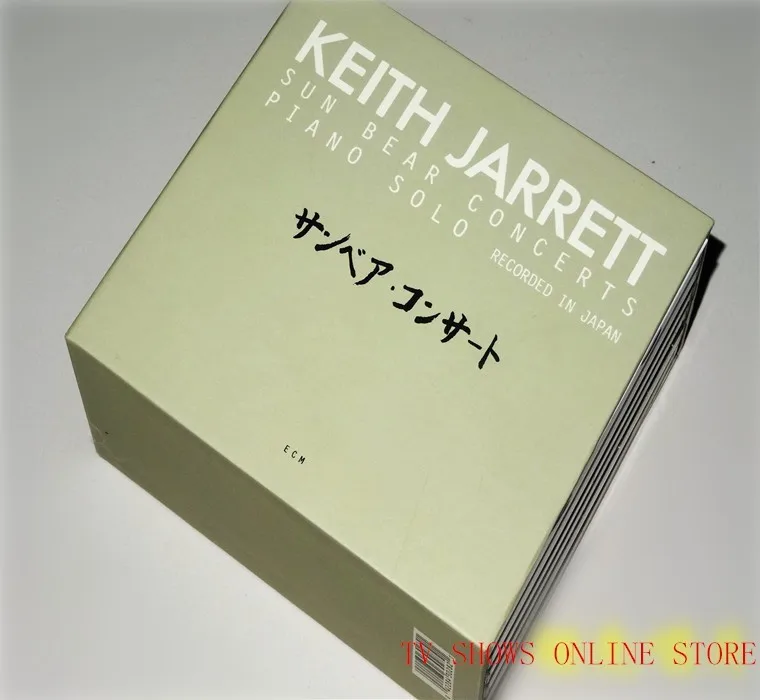 KEITH JARRETT
SUN BEAR CONCERTS
PIANO SOLO
RECORDED IN JAPAN
サンベア・コンサート
ECM
TV SHOWS ONLINE STORE